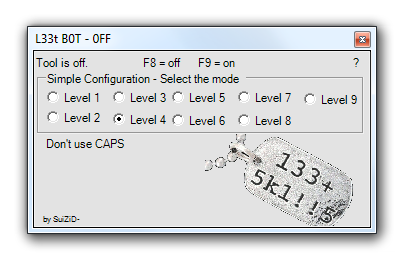 L33t B0T - 0FF
Tool is off. F8 = off F9 = on ?
Simple Configuration - Select the mode
Level 1 Level 3 Level 5 Level 7 Level 9
Level 2 Level 4 Level 6 Level 8
Don't use CAPS
133+
5k1!!5
by SuiZiD-